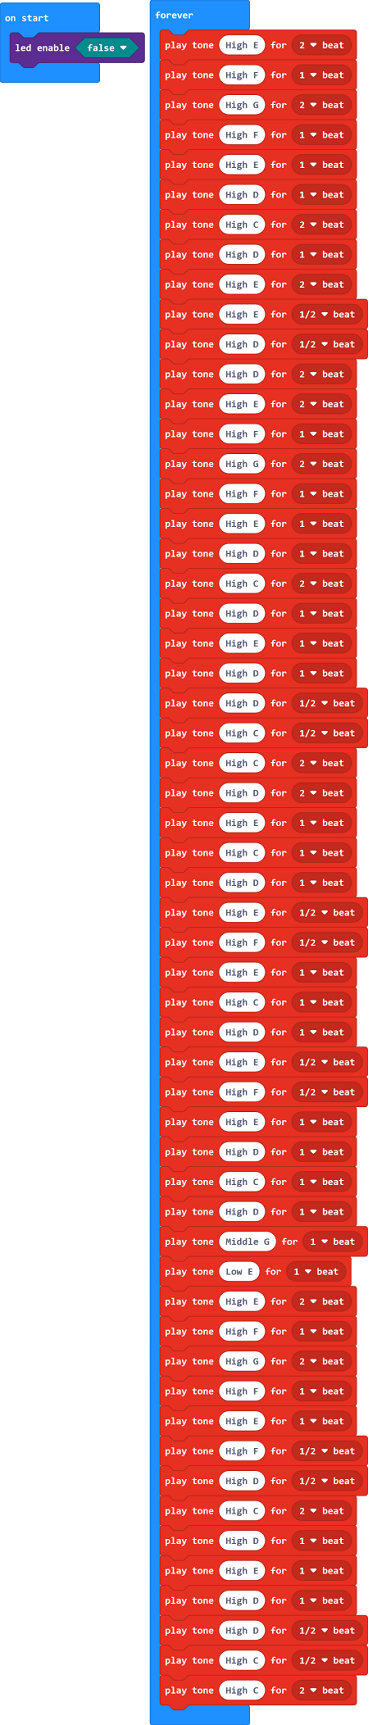 on start
led enable false
forever
play tone High E for 2 beat
play tone High F for 1 beat
play tone High G for 2 beat
play tone High F for 1 beat
play tone High E for 1 beat
play tone High D for 1 beat
play tone High C for 2 beat
play tone High D for 1 beat
play tone High E for 2 beat
play tone High E for 1/2 beat
play tone High D for 1/2 beat
play tone High D for 2 beat
play tone High E for 2 beat
play tone High F for 1 beat
play tone High G for 2 beat
play tone High F for 1 beat
play tone High E for 1 beat
play tone High D for 1 beat
play tone High C for 2 beat
play tone High D for 1 beat
play tone High E for 1 beat
play tone High D for 1 beat
play tone High D for 1/2 beat
play tone High C for 1/2 beat
play tone High C for 2 beat
play tone High D for 2 beat
play tone High E for 1 beat
play tone High C for 1 beat
play tone High D for 1 beat
play tone High E for 1/2 beat
play tone High F for 1/2 beat
play tone High E for 1 beat
play tone High C for 1 beat
play tone High D for 1 beat
play tone High E for 1/2 beat
play tone High F for 1/2 beat
play tone High E for 1 beat
play tone High D for 1 beat
play tone High C for 1 beat
play tone High D for 1 beat
play tone Middle G for 1 beat
play tone Low E for 1 beat
play tone High E for 2 beat
play tone High F for 1 beat
play tone High G for 2 beat
play tone High F for 1 beat
play tone High E for 1 beat
play tone High F for 1/2 beat
play tone High D for 1/2 beat
play tone High C for 2 beat
play tone High D for 1 beat
play tone High E for 1 beat
play tone High D for 1 beat
play tone High D for 1/2 beat
play tone High C for 1/2 beat
play tone High C for 2 beat